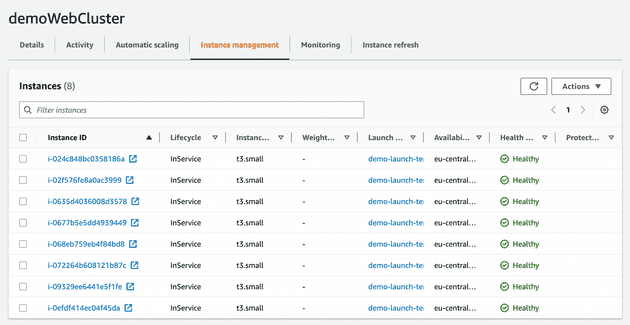 demoWebCluster
Details Activity Automatic scaling Instance management Monitoring Instance refresh
Instances (8) Actions
Filter instances
1
Instance ID Lifecycle Instanc... Weight... Launch ... Availabi... Health ... Protect...
i-024c848bc0358186a InService t3.small - demo-launch-te eu-central... Healthy
i-02f576fe8a0ac3999 InService t3.small - demo-launch-te eu-central... Healthy
i-0635d4036008d3578 InService t3.small - demo-launch-te eu-central... Healthy
i-0677b5e5dd4939449 InService t3.small - demo-launch-te eu-central... Healthy
i-068eb759eb4f84bd8 InService t3.small - demo-launch-te eu-central... Healthy
i-072264b608121b87c InService t3.small - demo-launch-te eu-central... Healthy
i-09329ee6441e5f1fe InService t3.small - demo-launch-te eu-central... Healthy
i-0efdf414ec04f45da InService t3.small - demo-launch-te eu-central... Healthy